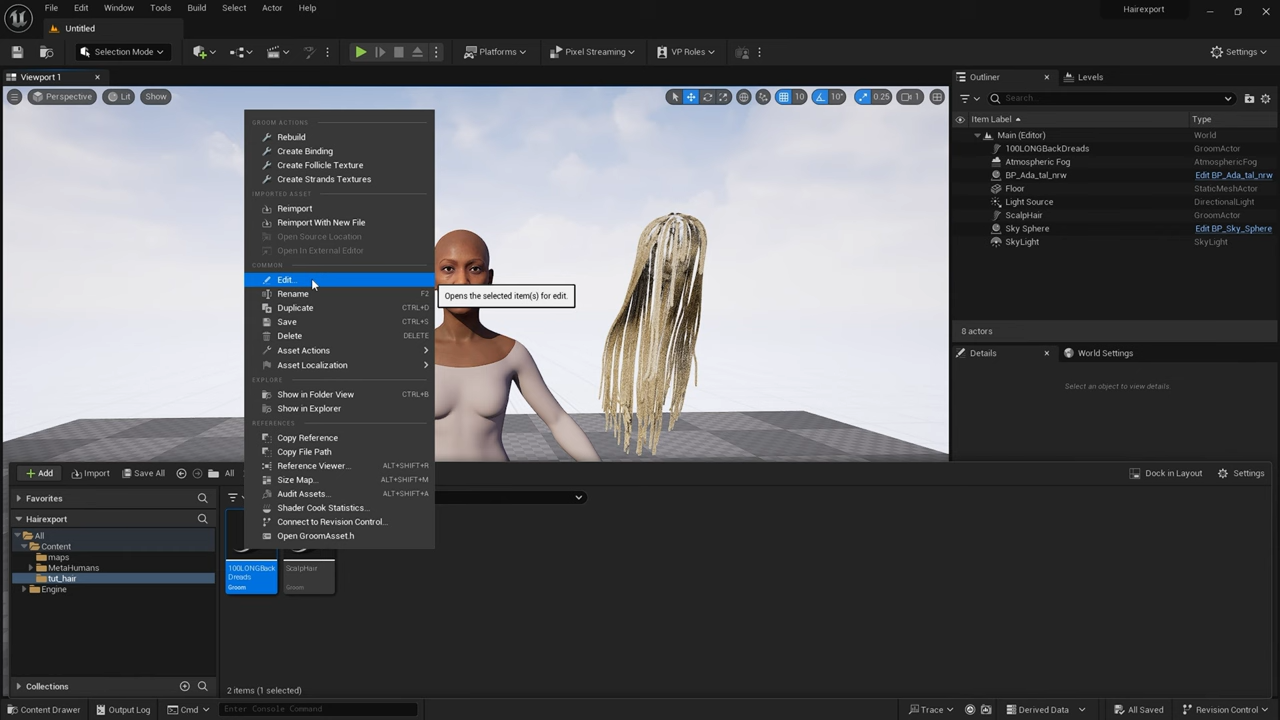 File Edit Window Tools Build Select Actor Help
Hairexport
Untitled
Selection Mode
Platforms
Pixel Streaming
VP Roles
Settings
Viewport 1
Perspective
Lit
Show
10
10°
0.25
1
GROOM ACTIONS
Rebuild
Create Binding
Create Follicle Texture
Create Strands Textures
IMPORTED ASSET
Reimport
Reimport With New File
Open Source Location
Open In External Editor
COMMON
Edit...
Rename F2
Duplicate CTRL+D
Save CTRL+S
Delete DELETE
Asset Actions
Asset Localization
EXPLORE
Show in Folder View CTRL+B
Show in Explorer
REFERENCES
Copy Reference
Copy File Path
Reference Viewer... ALT+SHIFT+R
Size Map... ALT+SHIFT+M
Audit Assets... ALT+SHIFT+A
Shader Cook Statistics...
Connect to Revision Control...
Open GroomAsset.h
Opens the selected item(s) for edit.
Outliner
Levels
Search...
Item Label Type
Main (Editor) World
100LONGBackDreads GroomActor
Atmospheric Fog AtmosphericFog
BP_Ada_tal_nrw Edit BP_Ada_tal_nrw
Floor StaticMeshActor
Light Source DirectionalLight
ScalpHair GroomActor
Sky Sphere Edit BP_Sky_Sphere
SkyLight SkyLight
8 actors
Details
World Settings
Select an object to view details.
Add
Import
Save All
All
Dock in Layout
Settings
Favorites
Hairexport
All
Content
maps
MetaHumans
tut_hair
Engine
Collections
100LONGBack
Dreads
Groom
ScalpHair
Groom
2 items (1 selected)
Content Drawer
Output Log
Cmd
Enter Console Command
Trace
Derived Data
All Saved
Revision Control